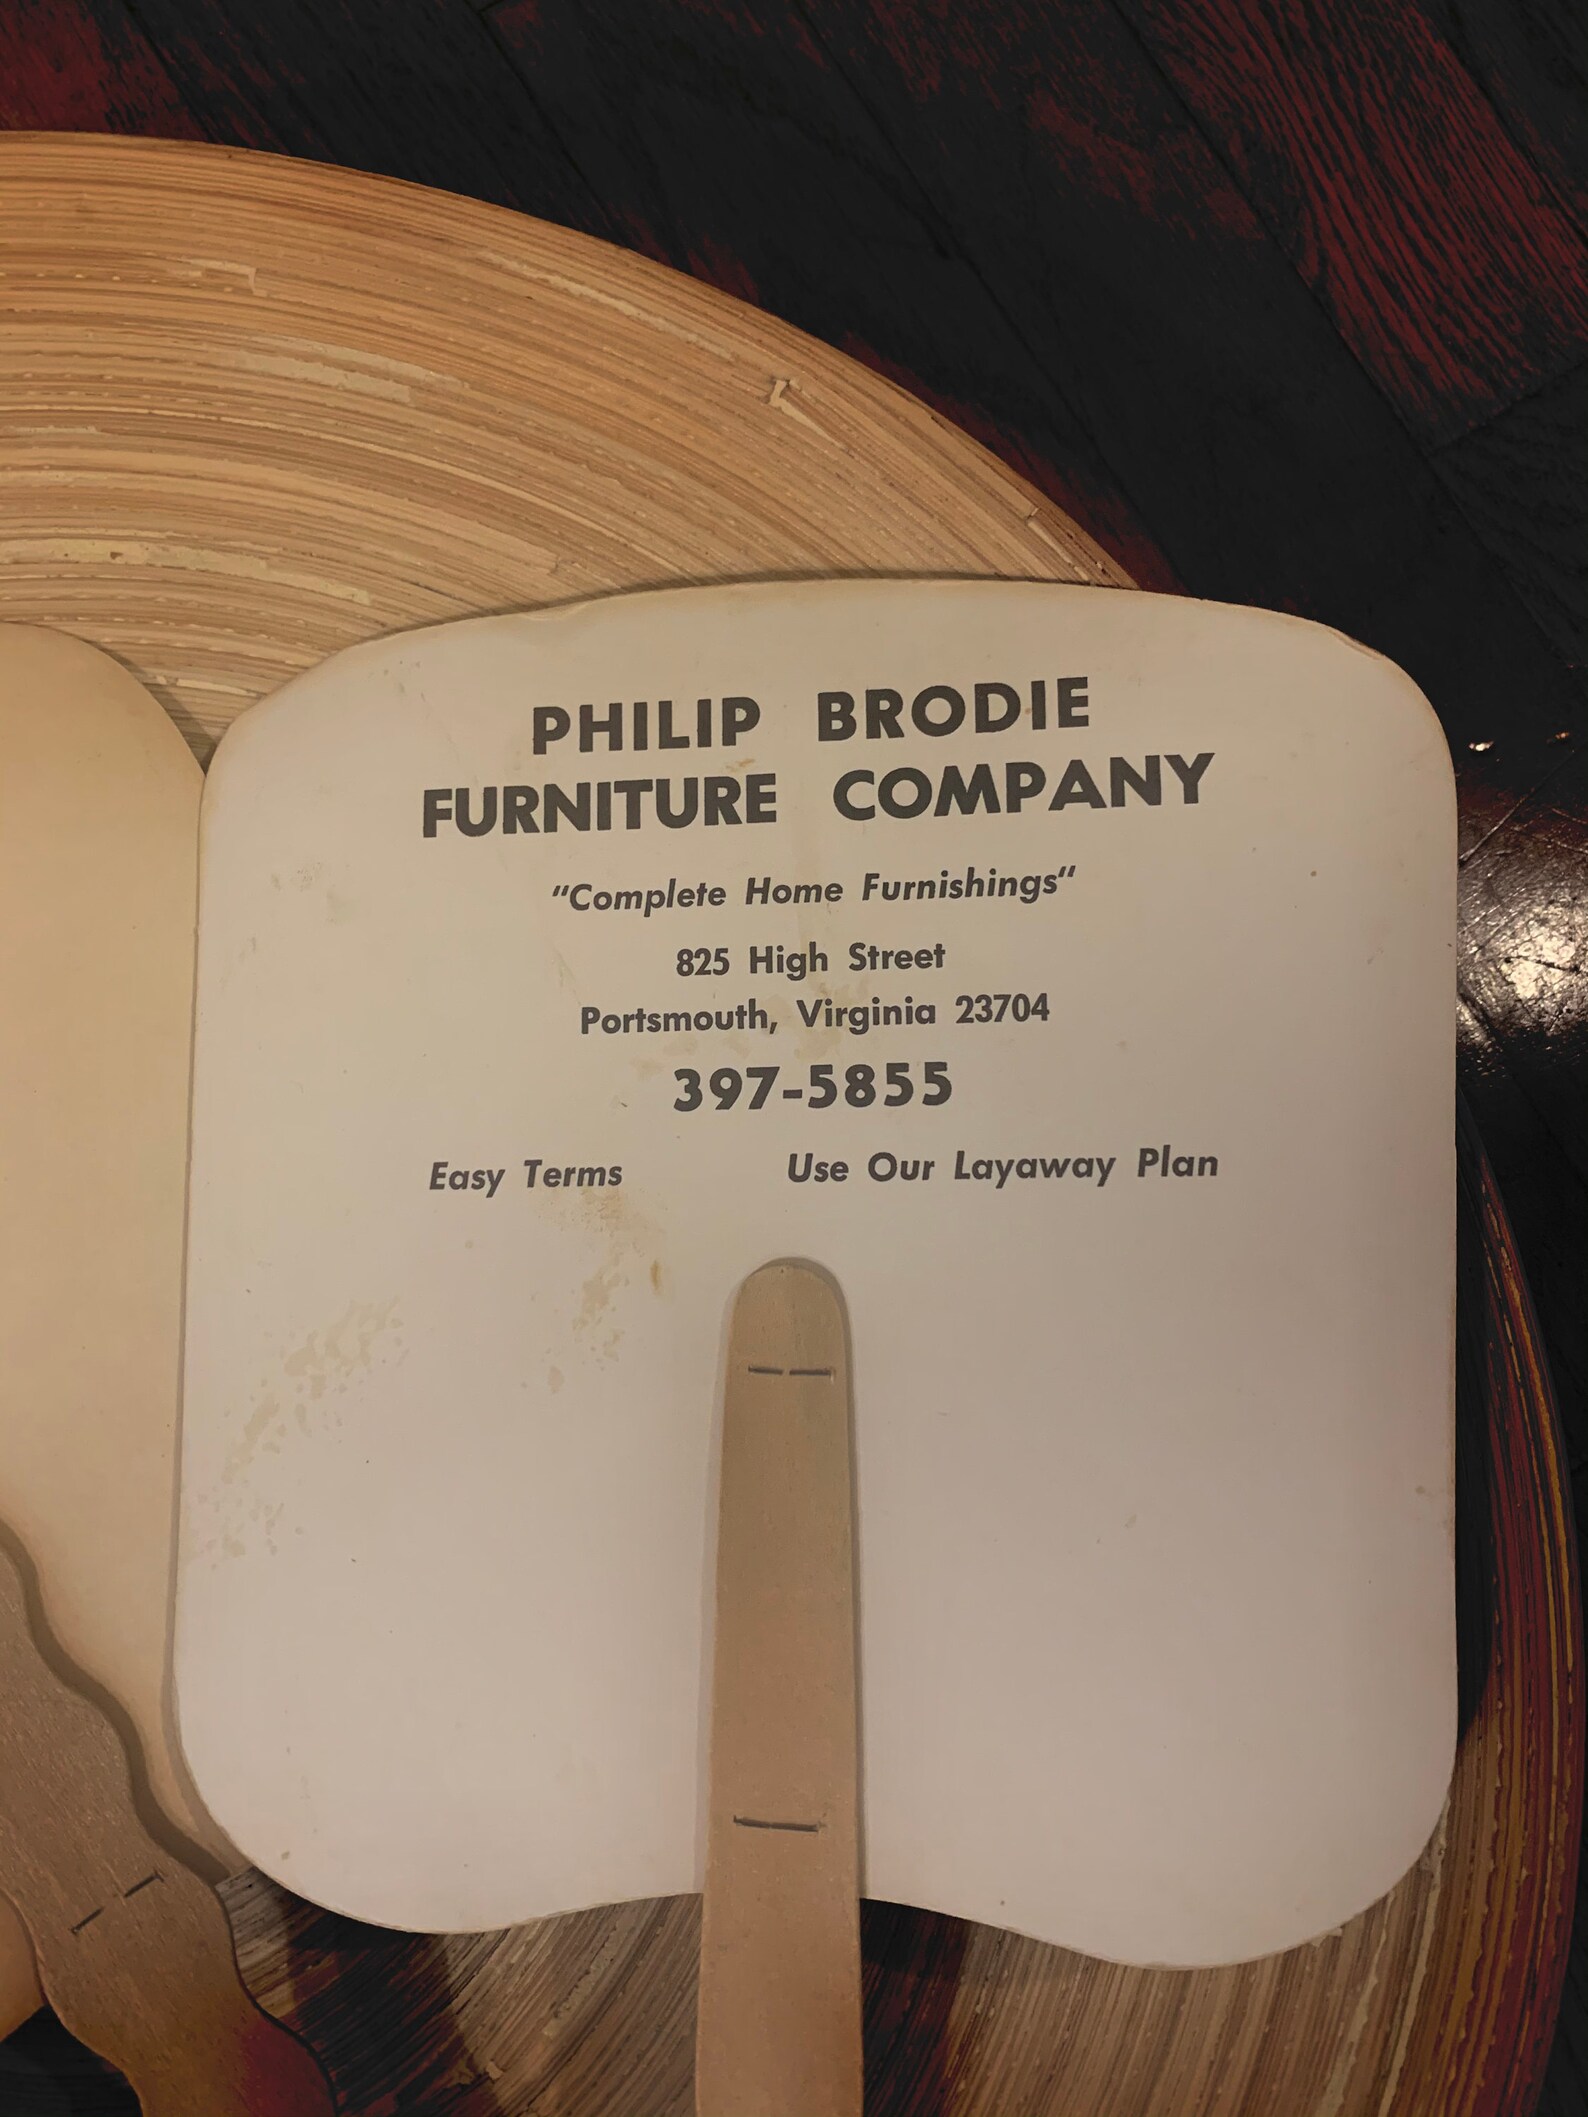 PHILIP BRODIE
FURNITURE COMPANY
"Complete Home Furnishings"
825 High Street
Portsmouth, Virginia 23704
397-5855
Easy Terms Use Our Layaway Plan